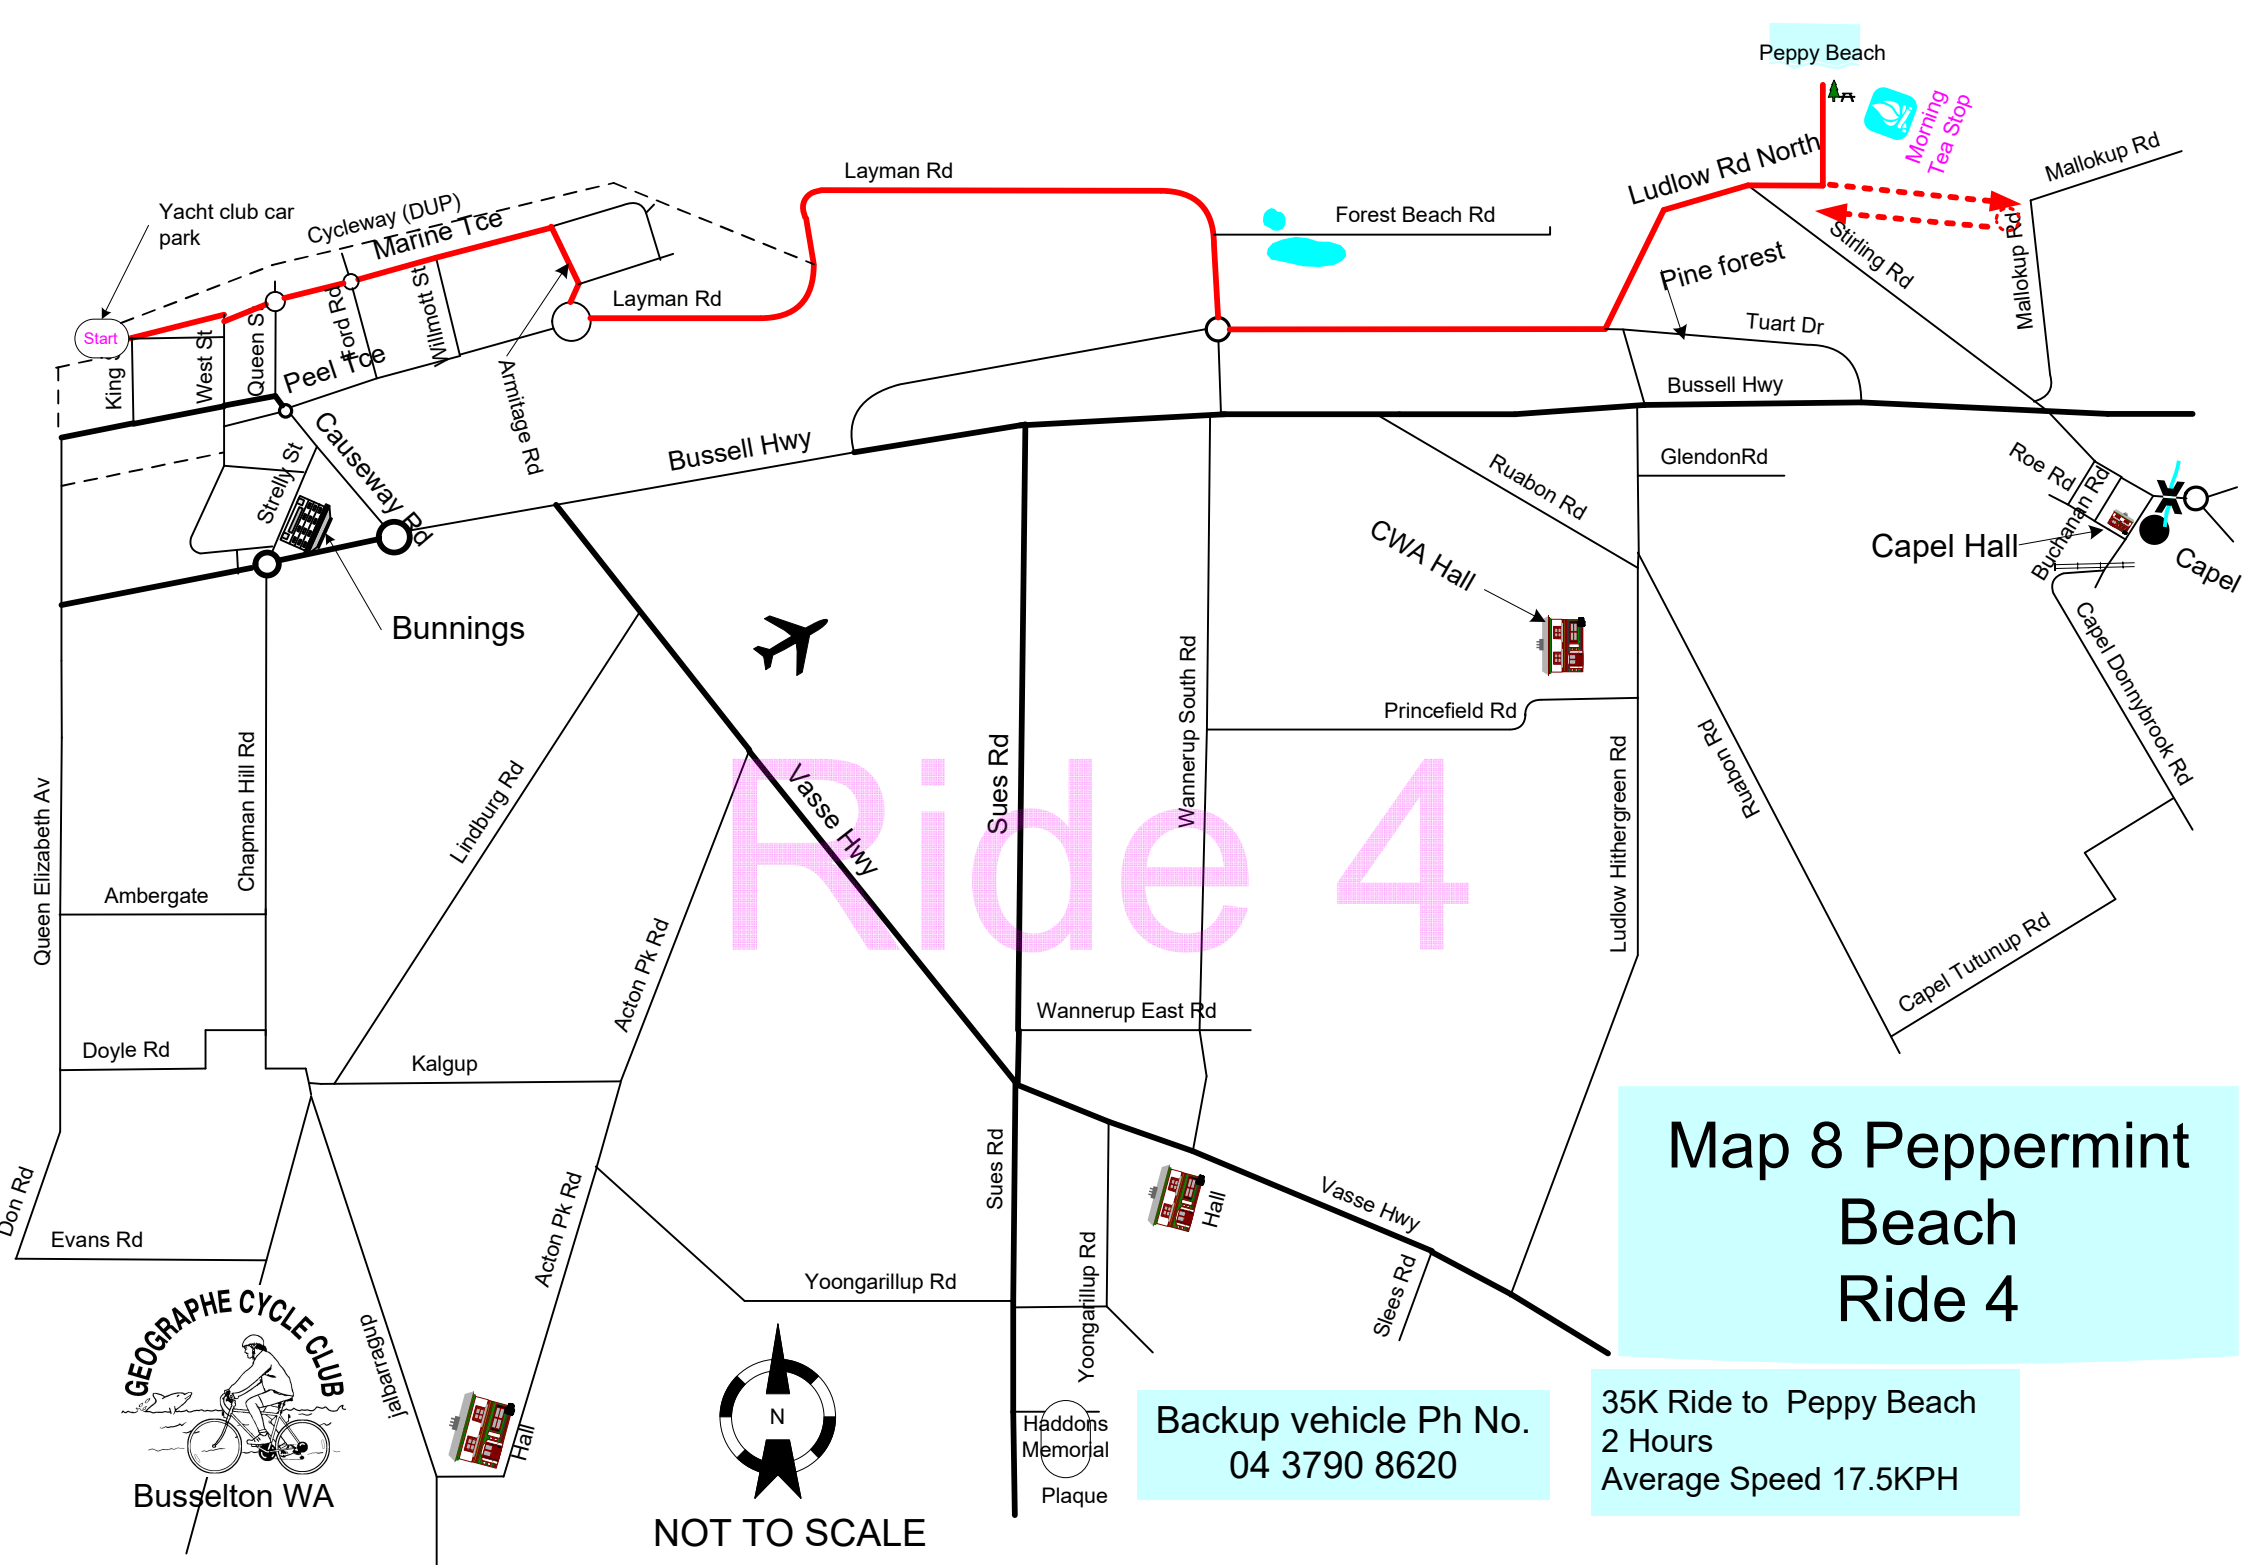 Peppy Beach
Morning
Tea Stop
Ludlow Rd North
Mallokup Rd
Layman Rd
Forest Beach Rd
Yacht club car
park
Cycleway (DUP)
Marine Tce
Stirling Rd
Mallokup Rd
Pine forest
Start
King
West St
Queen S
Ford Rd
Willmott St
Layman Rd
Tuart Dr
Peel Tce
Armitage Rd
Bussell Hwy
Causeway Rd
Strelly St
Bussell Hwy
GlendonRd
Ruabon Rd
Roe Rd
Buchanan Rd
Capel Hall
Capel
CWA Hall
Bunnings
Capel Donnybrook Rd
Princefield Rd
Wannerup South Rd
Sues Rd
Vasse Hwy
Ride 4
Ludlow Hithergreen Rd
Ruabon Rd
Queen Elizabeth Av
Chapman Hill Rd
Lindburg Rd
Ambergate
Acton Pk Rd
Capel Tutunup Rd
Wannerup East Rd
Doyle Rd
Kalgup
Map 8 Peppermint
Beach
Ride 4
Don Rd
Evans Rd
Acton Pk Rd
Sues Rd
Hall
Vasse Hwy
Yoongarillup Rd
Yoongarillup Rd
Slees Rd
GEOGRAPHE CYCLE CLUB
Busselton WA
jalbarragup
Hall
N
NOT TO SCALE
Haddons
Memorial
Plaque
Backup vehicle Ph No.
04 3790 8620
35K Ride to Peppy Beach
2 Hours
Average Speed 17.5KPH